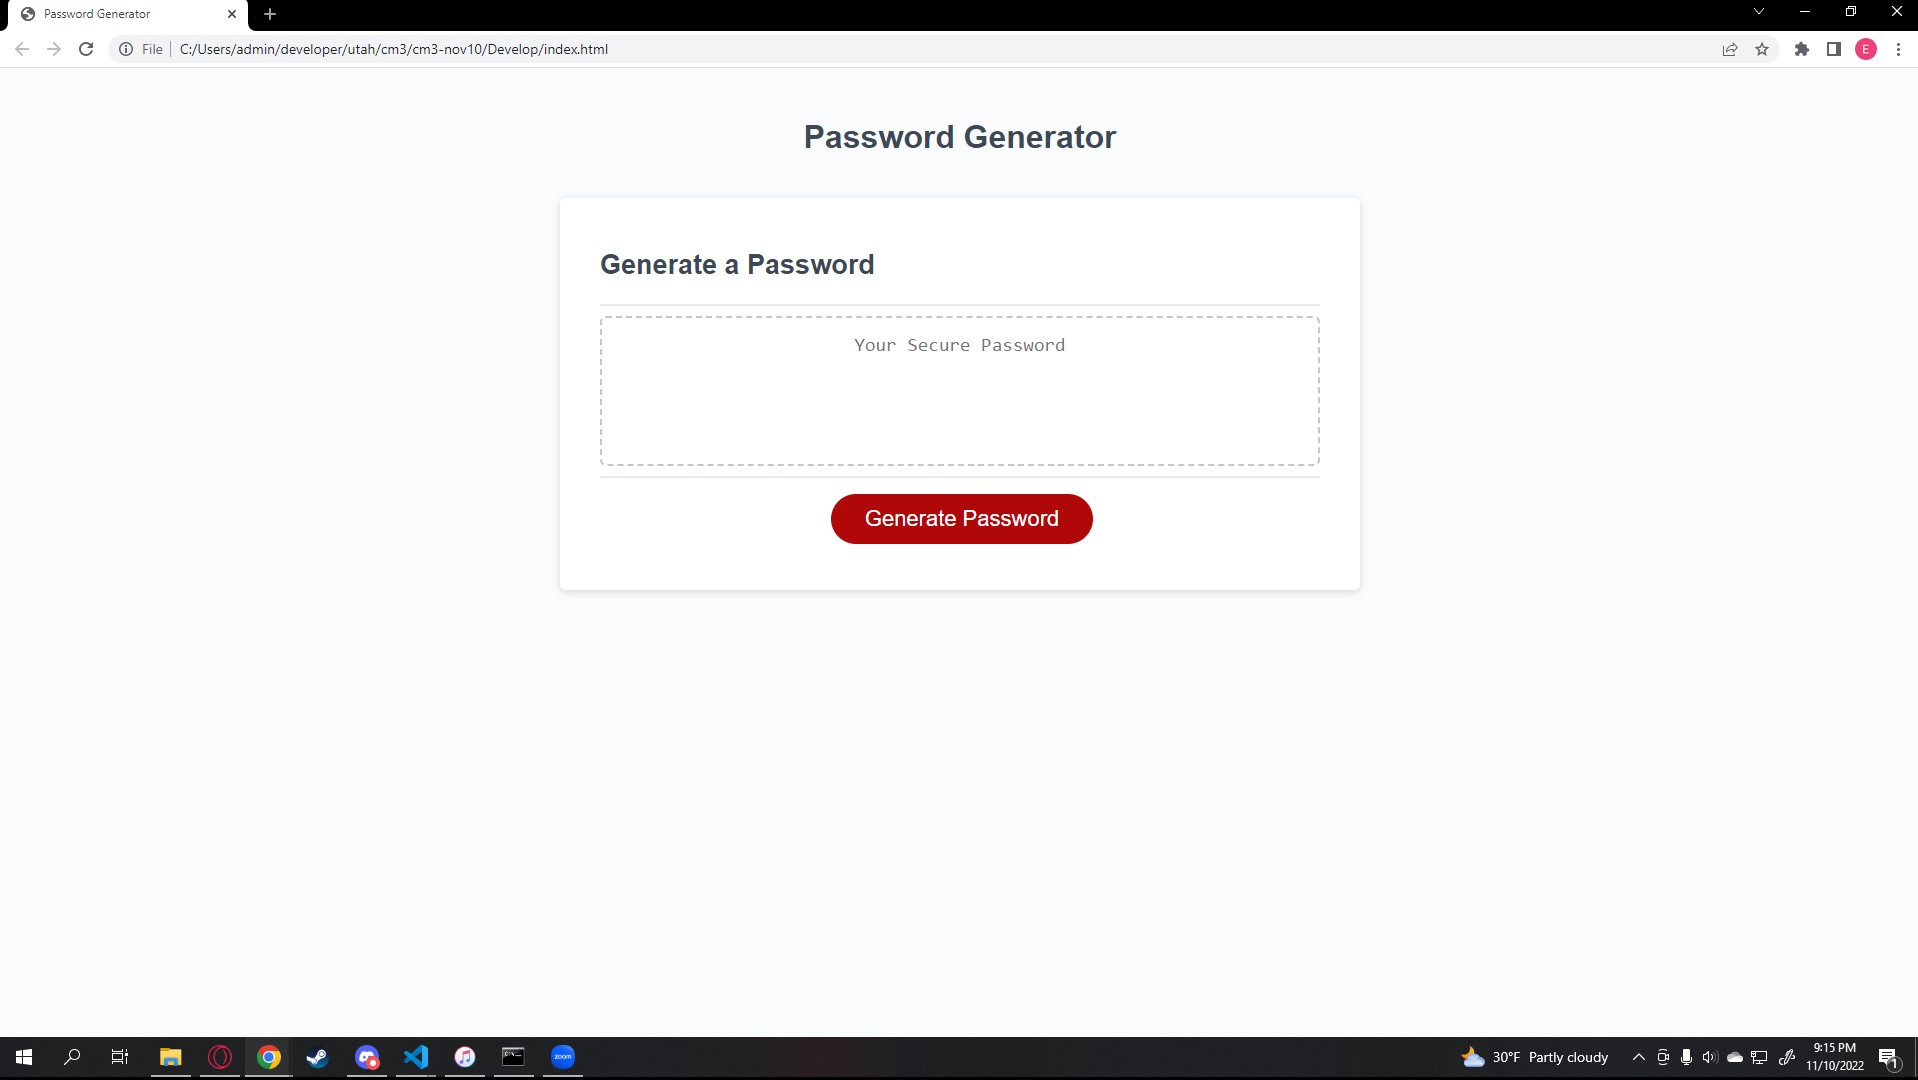 Password Generator
File
C:/Users/admin/developer/utah/cm3/cm3-nov10/Develop/index.html
E
Password Generator
Generate a Password
Your Secure Password
Generate Password
zoom
30°F Partly cloudy
9:15 PM
11/10/2022
1